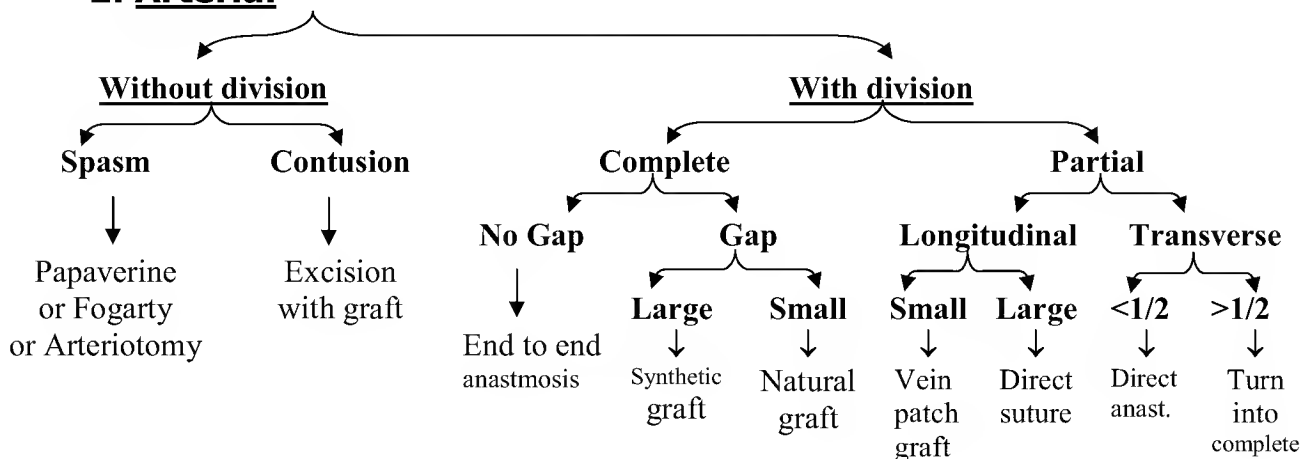 Arterial
Without division
With division
Spasm
Contusion
Complete
Partial
No Gap
Gap
Longitudinal
Transverse
Papaverine
or Fogarty
or Arteriotomy
Excision
with graft
End to end
anastmosis
Large
Small
Small
Large
<1/2
>1/2
Synthetic
graft
Natural
graft
Vein
patch
graft
Direct
suture
Direct
anast.
Turn
into
complete